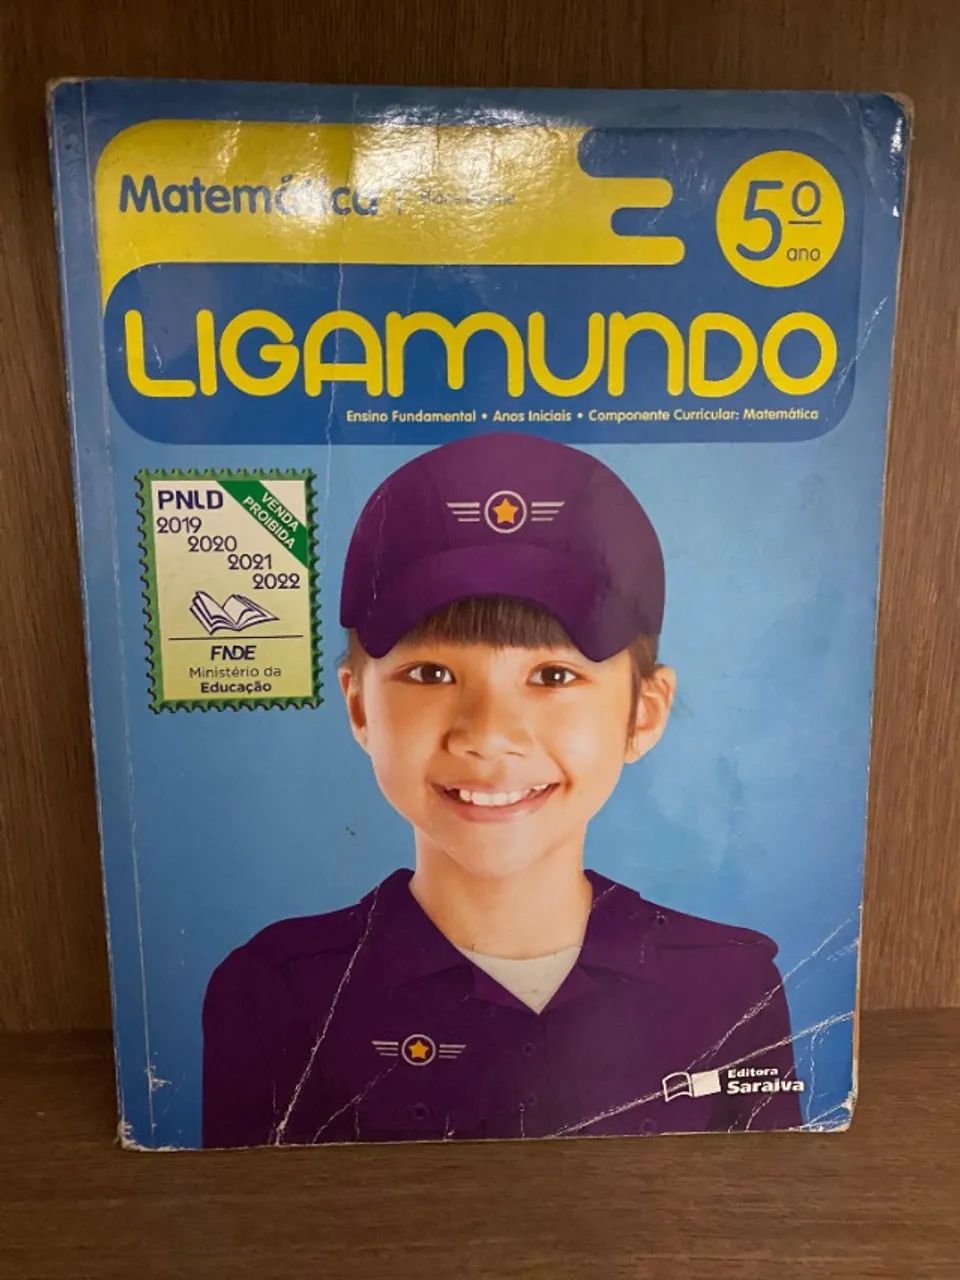 Matemática
5º
ano
LIGAMUNDO
Ensino Fundamental • Anos Iniciais • Componente Curricular: Matemática
PNLD
VENDA
PROIBIDA
2019
2020
2021
2022
FNDE
Ministério da
Educação
Editora
Saraiva